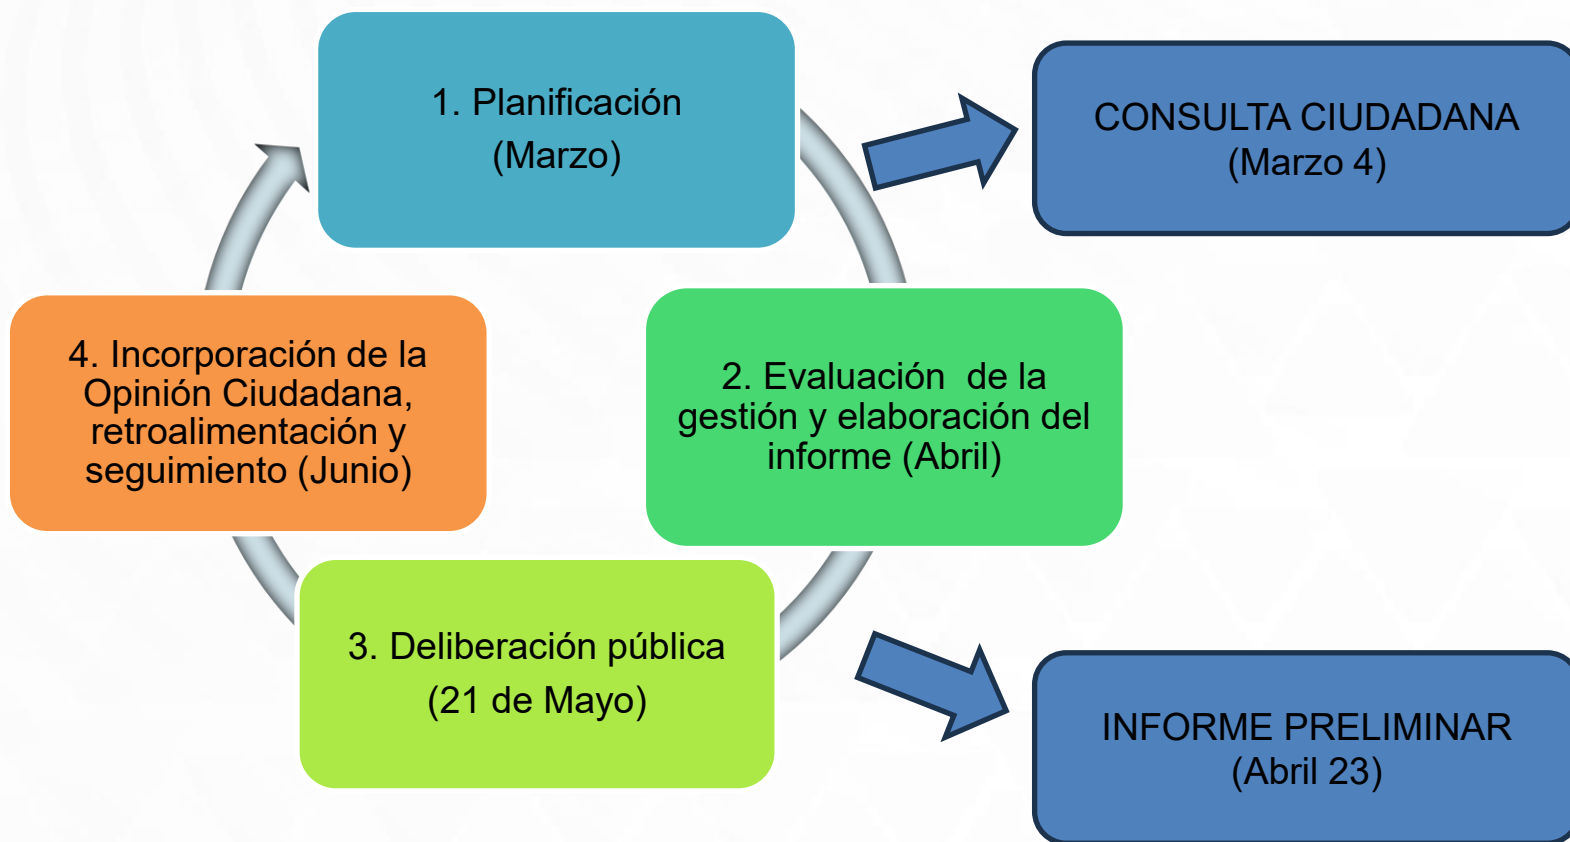 1. Planificación
(Marzo)
CONSULTA CIUDADANA
(Marzo 4)
2. Evaluación  de la
gestión y elaboración del
informe (Abril)
3. Deliberación pública
(21 de Mayo)
INFORME PRELIMINAR
(Abril 23)
4. Incorporación de la
Opinión Ciudadana,
retroalimentación y
seguimiento (Junio)